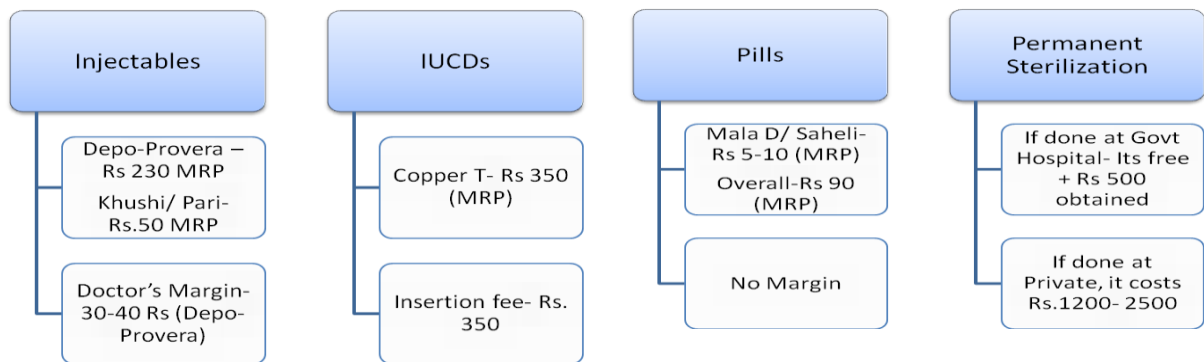 Injectables
Depo-Provera –
Rs 230 MRP
Khushi/ Pari-
Rs.50 MRP
Doctor's Margin-
30-40 Rs (Depo-
Provera)
IUCDs
Copper T- Rs 350
(MRP)
Insertion fee- Rs.
350
Pills
Mala D/ Saheli-
Rs 5-10 (MRP)
Overall-Rs 90
(MRP)
No Margin
Permanent
Sterilization
If done at Govt
Hospital- Its free
+ Rs 500
obtained
If done at
Private, it costs
Rs.1200- 2500